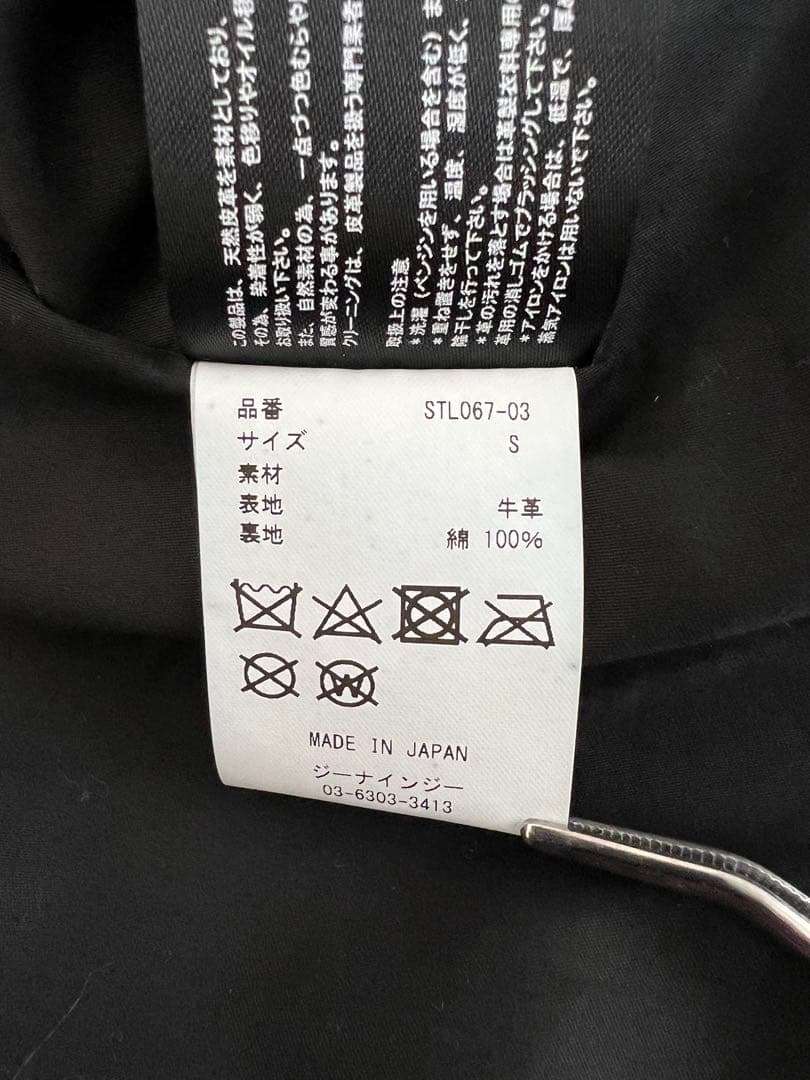 この製品は、天然皮革を素材としており、
その為、染着性が弱く、色移りやオイル移
お取り扱い下さい。
また、自然素材の為、一点づつ色むらや
質感が変わる事があります。
クリーニングは、皮革製品を扱う専門業者
取扱上の注意
*洗濯(ベンジンを用いる場合を含む)ま
*重ね置きをせず、温度、湿度が低く、
陰干しを行って下さい。
*革の汚れを落とす場合は革製衣料専用の
革用の消しゴムでブラッシングして下さい。
*アイロンをかける場合は、低温で、厚め
蒸気アイロンは用いないで下さい。
品番 STL067-03
サイズ S
素材
表地 牛革
裏地 綿 100%
W
MADE IN JAPAN
ジーナインジー
03-6303-3413